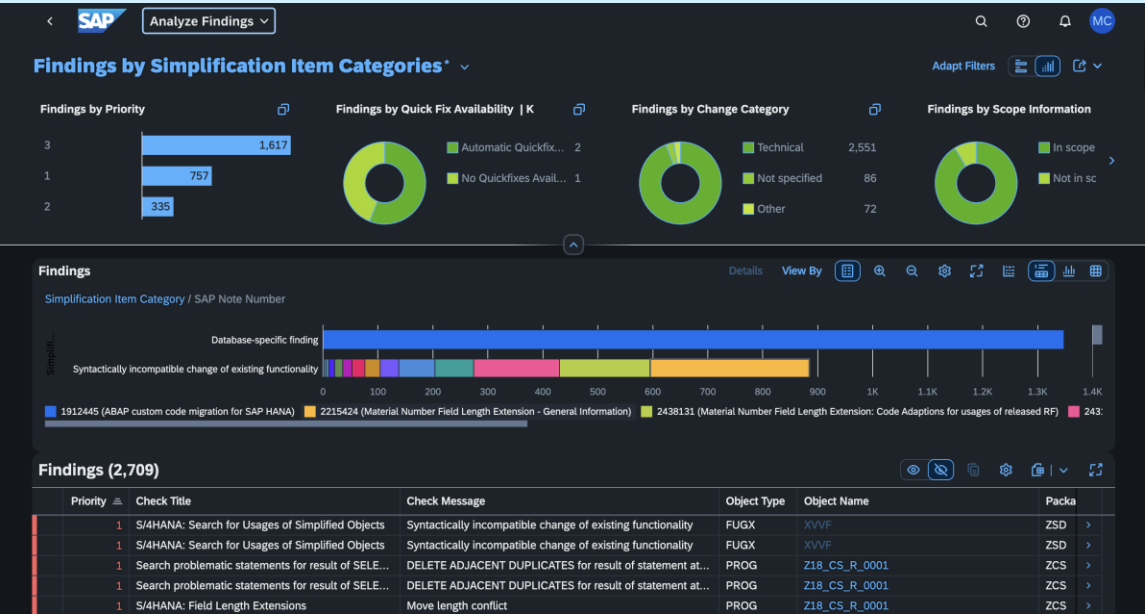 SAP Analyze Findings MC
Findings by Simplification Item Categories*
Adapt Filters
Findings by Priority
3 1,617
1 757
2 335
Findings by Quick Fix Availability | K
Automatic Quickfix... 2
No Quickfixes Avail... 1
Findings by Change Category
Technical 2,551
Not specified 86
Other 72
Findings by Scope Information
In scope
Not in sc
Findings
Details View By
Simplification Item Category / SAP Note Number
Simplifi...
Database-specific finding
Syntactically incompatible change of existing functionality
0 100 200 300 400 500 600 700 800 900 1K 1.1K 1.2K 1.3K 1.4K
1912445 (ABAP custom code migration for SAP HANA) 2215424 (Material Number Field Length Extension - General Information) 2438131 (Material Number Field Length Extension: Code Adaptions for usages of released RF) 243
Findings (2,709)
Priority Check Title Check Message Object Type Object Name Packa
1 S/4HANA: Search for Usages of Simplified Objects Syntactically incompatible change of existing functionality FUGX XVVF ZSD
1 S/4HANA: Search for Usages of Simplified Objects Syntactically incompatible change of existing functionality FUGX XVVF ZSD
1 Search problematic statements for result of SELE... DELETE ADJACENT DUPLICATES for result of statement at... PROG Z18_CS_R_0001 ZCS
1 Search problematic statements for result of SELE... DELETE ADJACENT DUPLICATES for result of statement at... PROG Z18_CS_R_0001 ZCS
1 S/4HANA: Field Length Extensions Move length conflict PROG Z18_CS_R_0001 ZCS